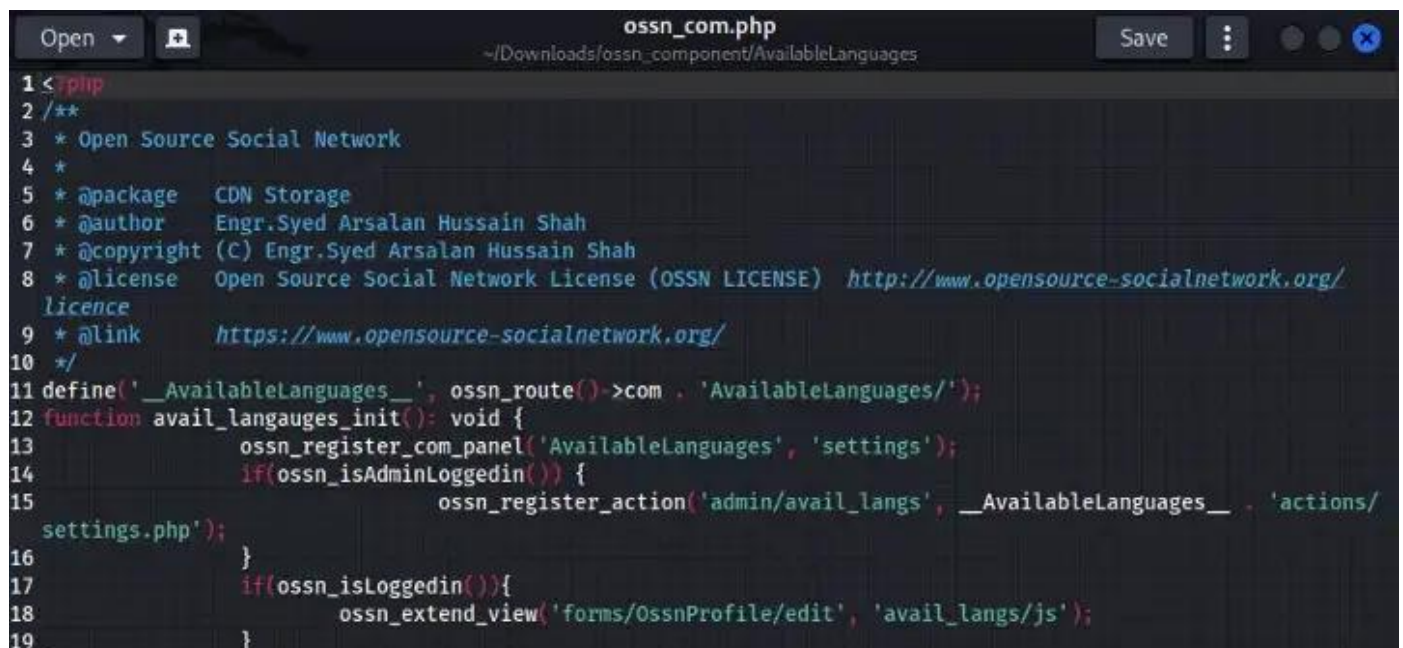 Open
ossn_com.php
~/Downloads/ossn_component/AvailableLanguages
Save
1 <?php
2 /**
3  * Open Source Social Network
4  *
5  * @package   CDN Storage
6  * @author    Engr.Syed Arsalan Hussain Shah
7  * @copyright (C) Engr.Syed Arsalan Hussain Shah
8  * @license   Open Source Social Network License (OSSN LICENSE)  http://www.opensource-socialnetwork.org/
licence
9  * @link      https://www.opensource-socialnetwork.org/
10  */
11 define('__AvailableLanguages__', ossn_route()->com . 'AvailableLanguages/');
12 function avail_langauges_init(): void {
13 ossn_register_com_panel('AvailableLanguages', 'settings');
14 if(ossn_isAdminLoggedin()) {
15 ossn_register_action('admin/avail_langs', __AvailableLanguages__ . 'actions/
settings.php');
16 }
17 if(ossn_isLoggedin()){
18 ossn_extend_view('forms/OssnProfile/edit', 'avail_langs/js');
19 }